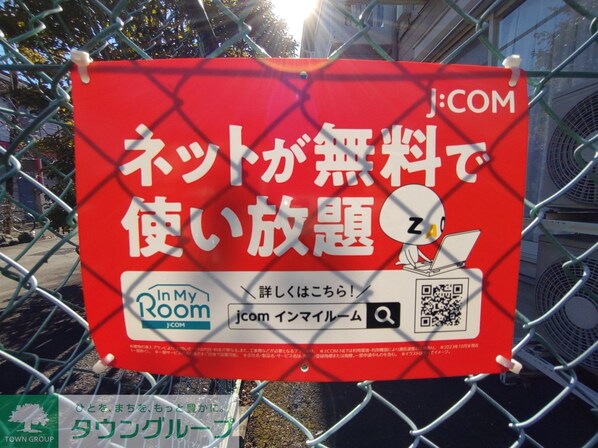 J:COM
ネットが無料で
使い放題
ZAQ
In My
Room
J:COM
＼ 詳しくはこちら！／
jcom インマイルーム
TOWN GROUP
ひとを、まちを、もっと豊かに。
タウングループ